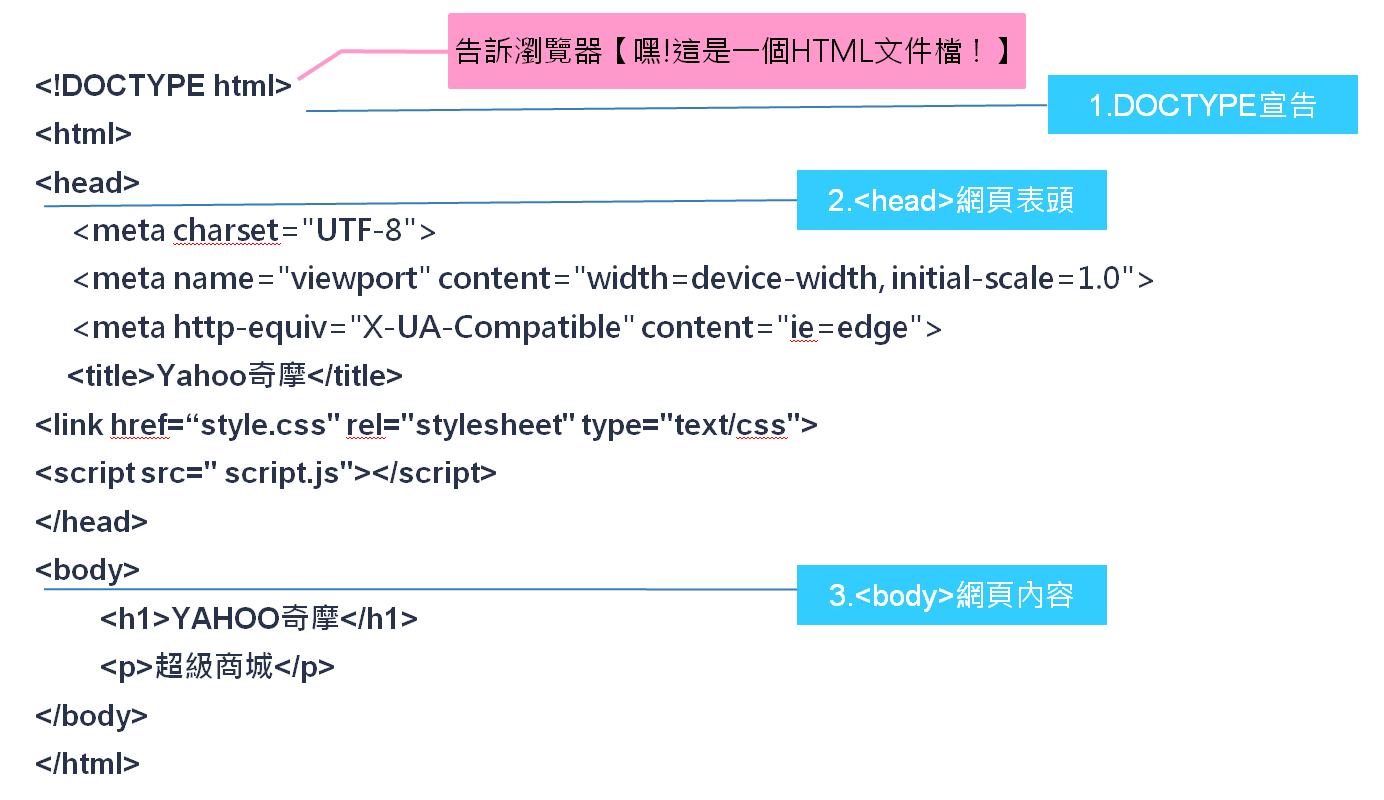 告訴瀏覽器【嘿!這是一個HTML文件檔！】
<!DOCTYPE html>
1.DOCTYPE宣告
<html>
<head>
2.<head>網頁表頭
<meta charset="UTF-8">
<meta name="viewport" content="width=device-width, initial-scale=1.0">
<meta http-equiv="X-UA-Compatible" content="ie=edge">
<title>Yahoo奇摩</title>
<link href=“style.css" rel="stylesheet" type="text/css">
<script src=" script.js"></script>
</head>
<body>
3.<body>網頁內容
<h1>YAHOO奇摩</h1>
<p>超級商城</p>
</body>
</html>